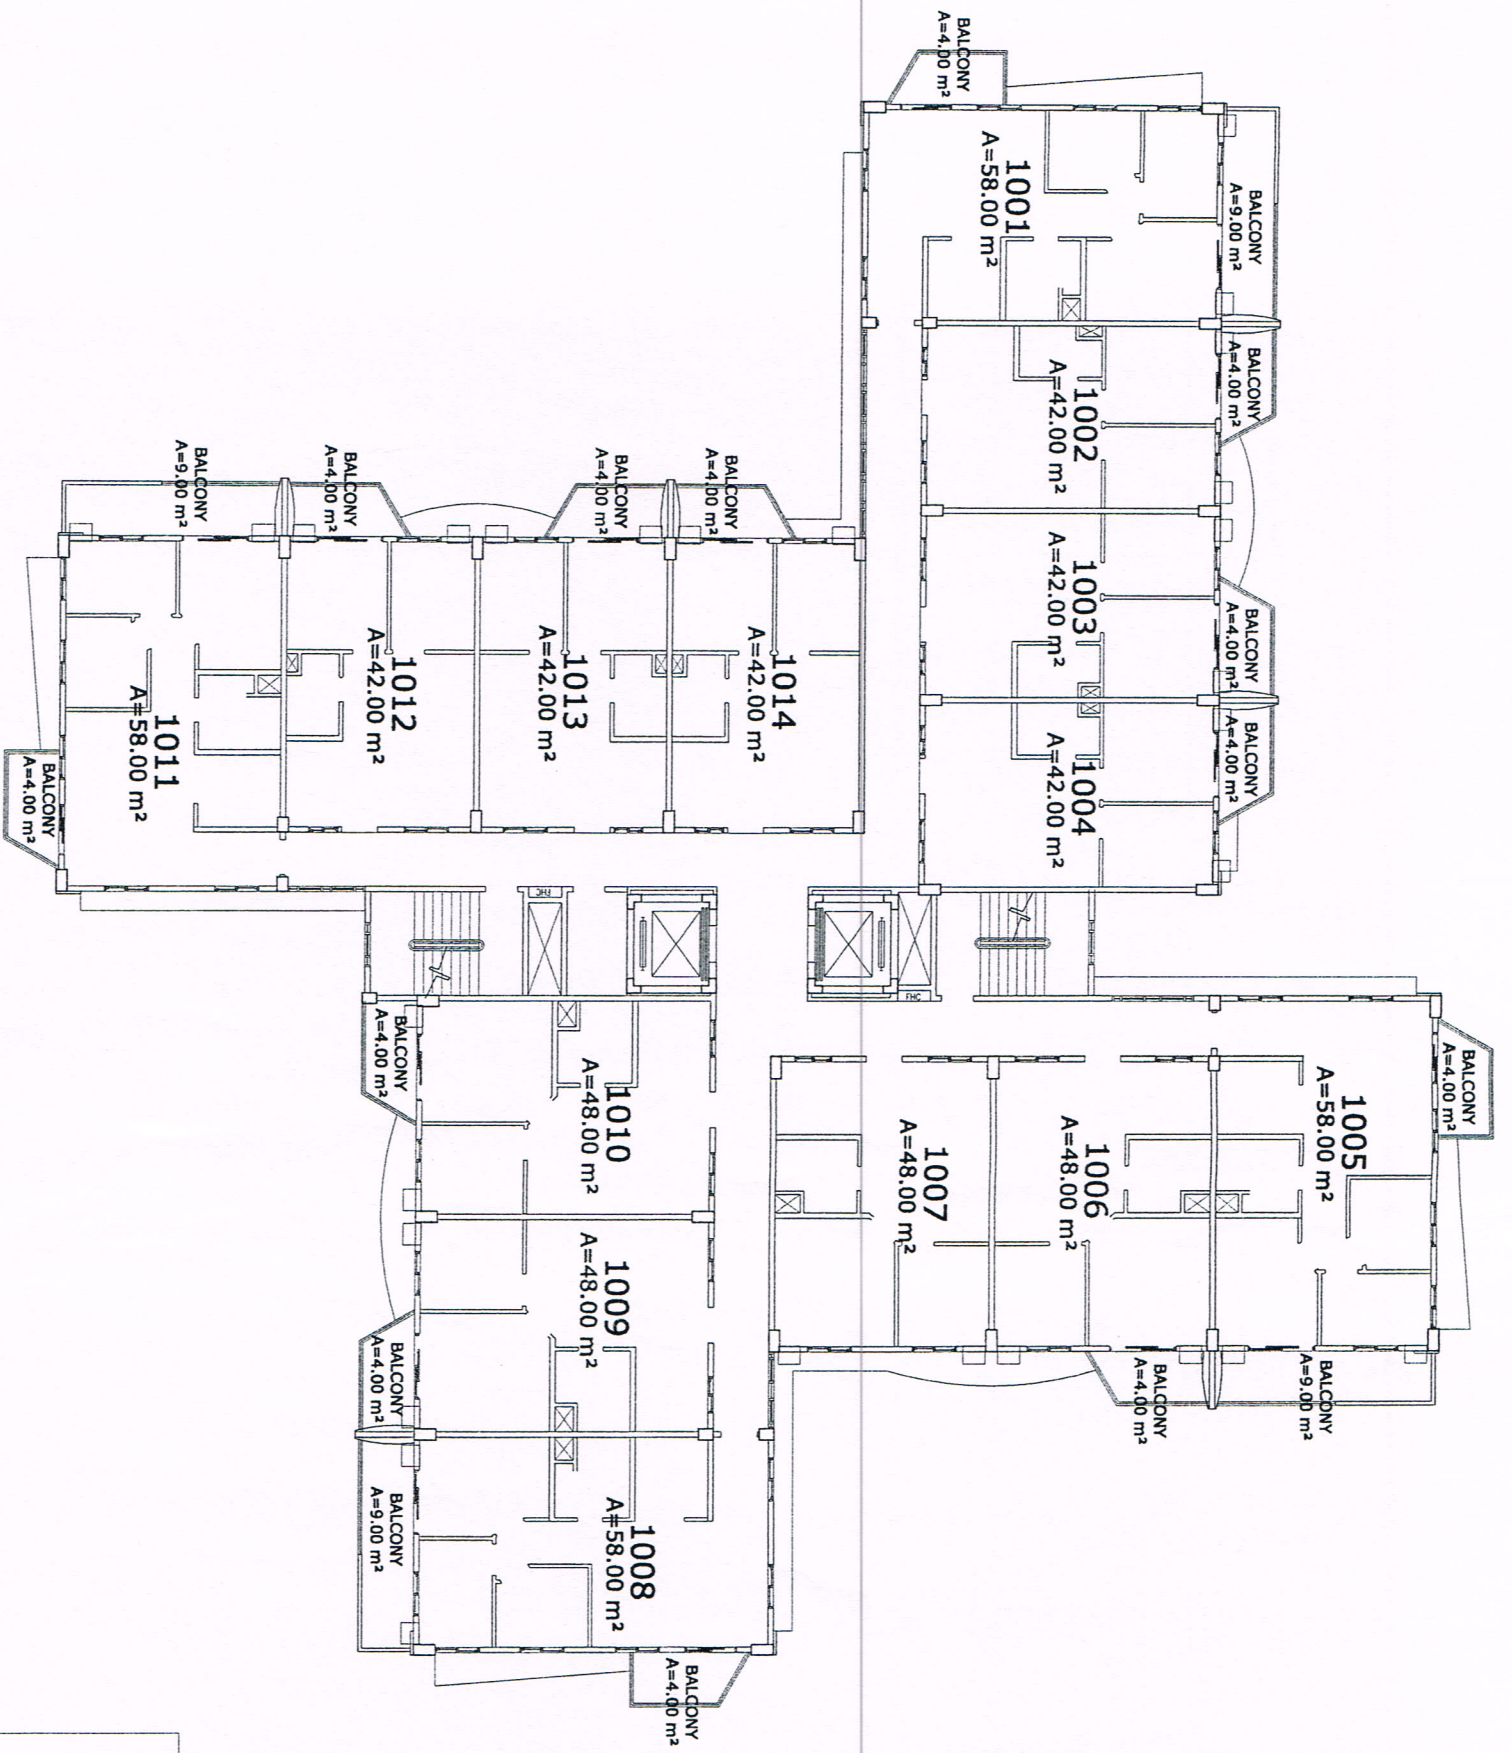 BALCONY
A=4.00 m²
1001
A=58.00 m²
BALCONY
A=9.00 m²
1002
A=42.00 m²
BALCONY
A=4.00 m²
1003
A=42.00 m²
BALCONY
A=4.00 m²
1004
A=42.00 m²
BALCONY
A=4.00 m²
1005
A=58.00 m²
BALCONY
A=4.00 m²
BALCONY
A=9.00 m²
1006
A=48.00 m²
BALCONY
A=4.00 m²
1007
A=48.00 m²
1008
A=58.00 m²
BALCONY
A=4.00 m²
BALCONY
A=9.00 m²
1009
A=48.00 m²
BALCONY
A=4.00 m²
1010
A=48.00 m²
BALCONY
A=4.00 m²
1011
A=58.00 m²
BALCONY
A=4.00 m²
BALCONY
A=9.00 m²
1012
A=42.00 m²
BALCONY
A=4.00 m²
1013
A=42.00 m²
BALCONY
A=4.00 m²
1014
A=42.00 m²
BALCONY
A=4.00 m²
FHC
FHC